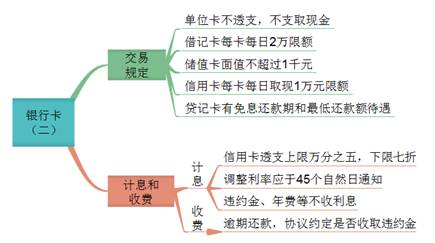 银行卡
（二）
交易
规定
单位卡不透支，不支取现金
借记卡每卡每日2万限额
储值卡面值不超过1千元
信用卡每卡每日取现1万元限额
贷记卡有免息还款期和最低还款额待遇
计息和
收费
计息
信用卡透支上限万分之五，下限七折
调整利率应于45个自然日通知
违约金、年费等不收利息
收费
逾期还款，协议约定是否收取违约金